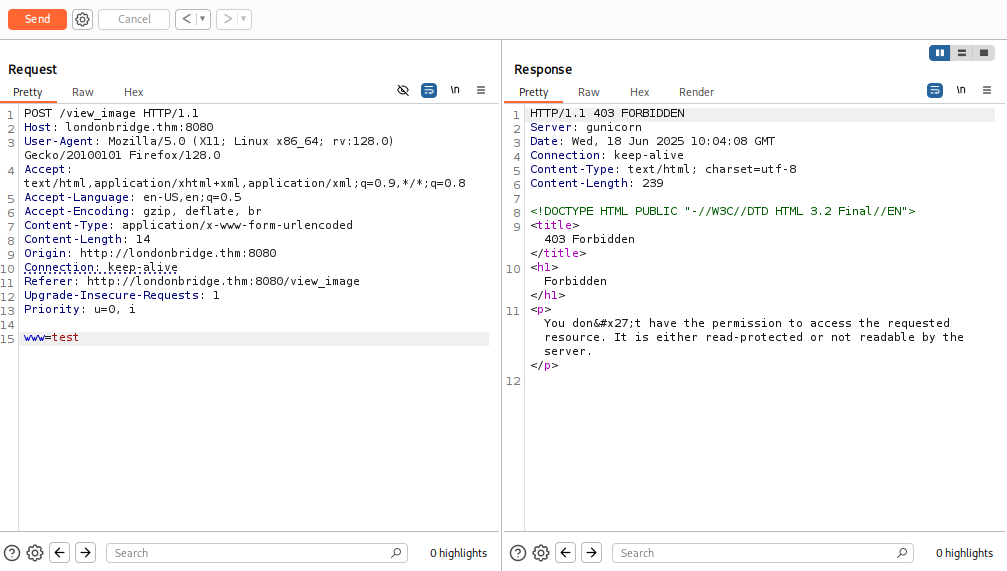 Send
Cancel
<
>
Request
Pretty Raw Hex
\n
1 POST /view_image HTTP/1.1
2 Host: londonbridge.thm:8080
3 User-Agent: Mozilla/5.0 (X11; Linux x86_64; rv:128.0)
Gecko/20100101 Firefox/128.0
4 Accept:
text/html,application/xhtml+xml,application/xml;q=0.9,*/*;q=0.8
5 Accept-Language: en-US,en;q=0.5
6 Accept-Encoding: gzip, deflate, br
7 Content-Type: application/x-www-form-urlencoded
8 Content-Length: 14
9 Origin: http://londonbridge.thm:8080
10 Connection: keep-alive
11 Referer: http://londonbridge.thm:8080/view_image
12 Upgrade-Insecure-Requests: 1
13 Priority: u=0, i
14
15 www=test
Search
0 highlights
Response
Pretty Raw Hex Render
\n
1 HTTP/1.1 403 FORBIDDEN
2 Server: gunicorn
3 Date: Wed, 18 Jun 2025 10:04:08 GMT
4 Connection: keep-alive
5 Content-Type: text/html; charset=utf-8
6 Content-Length: 239
7
8 <!DOCTYPE HTML PUBLIC "-//W3C//DTD HTML 3.2 Final//EN">
9 <title>
403 Forbidden
</title>
10 <h1>
Forbidden
</h1>
11 <p>
You don&#x27;t have the permission to access the requested
resource. It is either read-protected or not readable by the
server.
</p>
12
Search
0 highlights